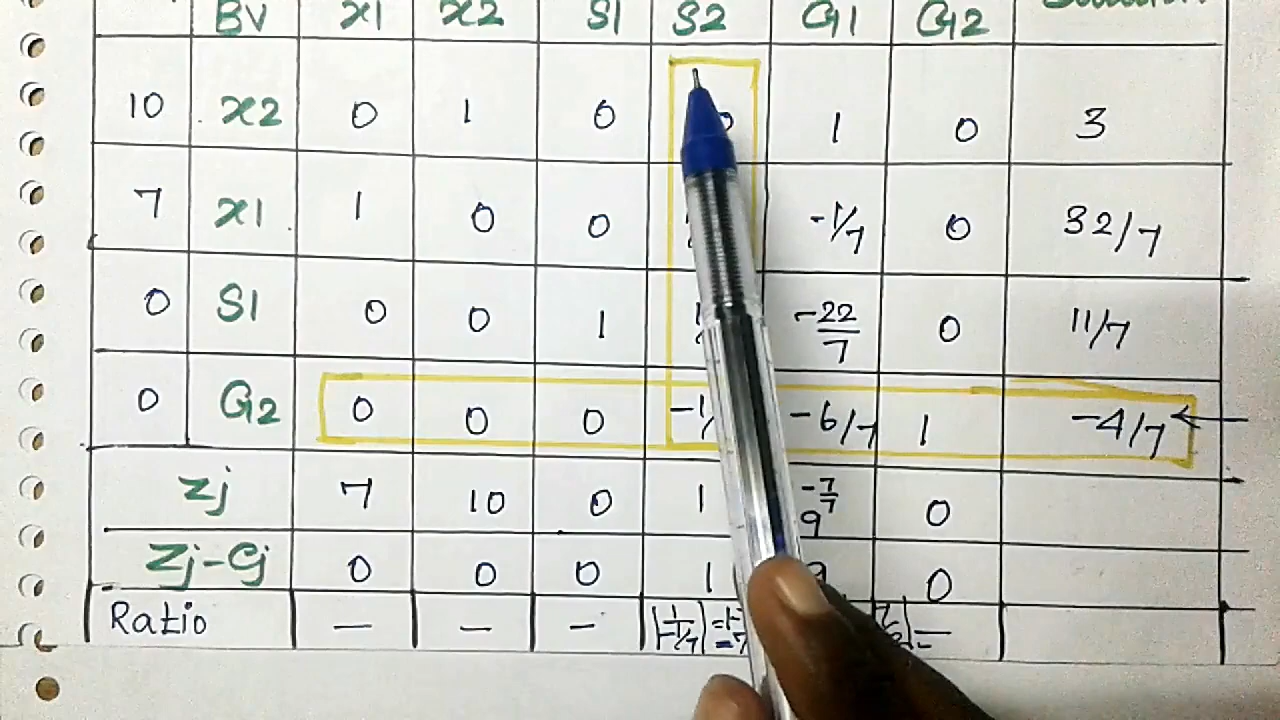 BV x1 x2 S1 S2 G1 G2
10 x2 0 1 0 1 0 3
7 x1 1 0 0 -1/7 0 32/7
0 S1 0 0 1 -22/7 0 11/7
0 G2 0 0 0 -6/7 1 -4/7
Zj 7 10 0 1 0
Zj-Cj 0 0 0 1 0
Ratio — — —